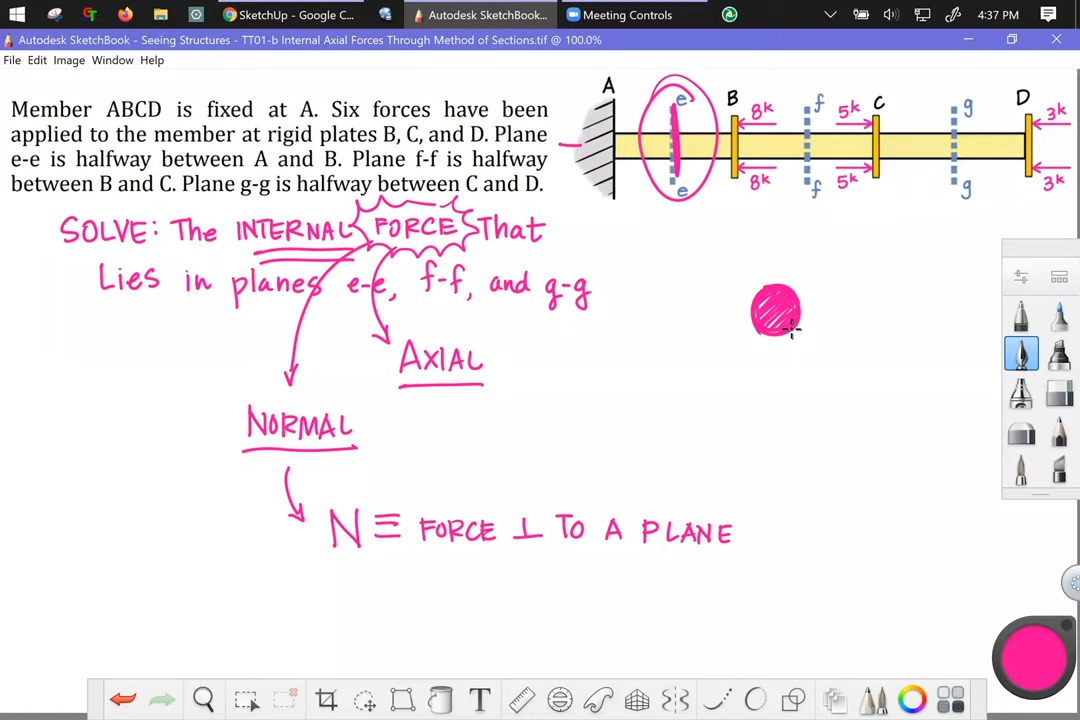 SketchUp - Google C...
Autodesk SketchBook...
Meeting Controls
4:37 PM
Autodesk SketchBook - Seeing Structures - TT01-b Internal Axial Forces Through Method of Sections.tif @ 100.0%
File Edit Image Window Help
Member ABCD is fixed at A. Six forces have been
applied to the member at rigid plates B, C, and D. Plane
e-e is halfway between A and B. Plane f-f is halfway
between B and C. Plane g-g is halfway between C and D.
A e B 8k f 5k C g D 3k
e 8k f 5k g 3k
SOLVE: The INTERNAL FORCE That
Lies in planes e-e, f-f, and g-g
AXIAL
NORMAL
N ≡ FORCE ⊥ TO A PLANE
T